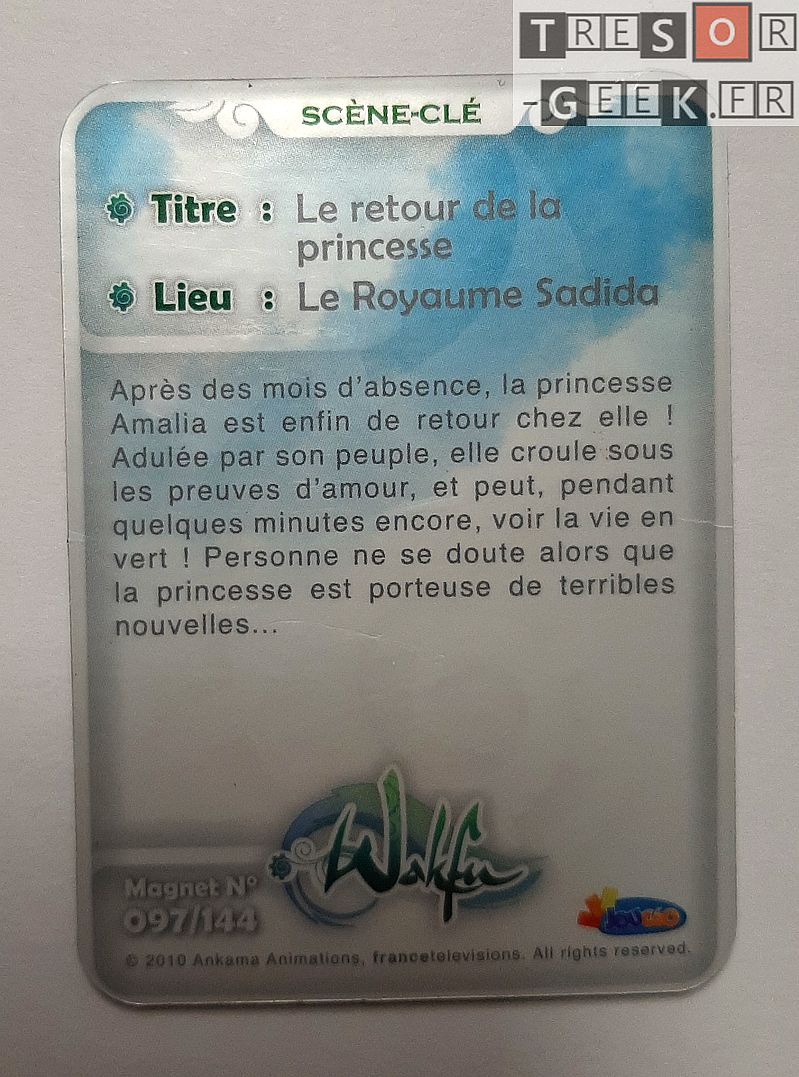 TRESOR
GEEK.FR
SCÈNE-CLÉ
Titre : Le retour de la
princesse
Lieu : Le Royaume Sadida
Après des mois d'absence, la princesse
Amalia est enfin de retour chez elle !
Adulée par son peuple, elle croule sous
les preuves d'amour, et peut, pendant
quelques minutes encore, voir la vie en
vert ! Personne ne se doute alors que
la princesse est porteuse de terribles
nouvelles...
Wakfu
Magnet N°
097/144
© 2010 Ankama Animations, francetelevisions. All rights reserved.